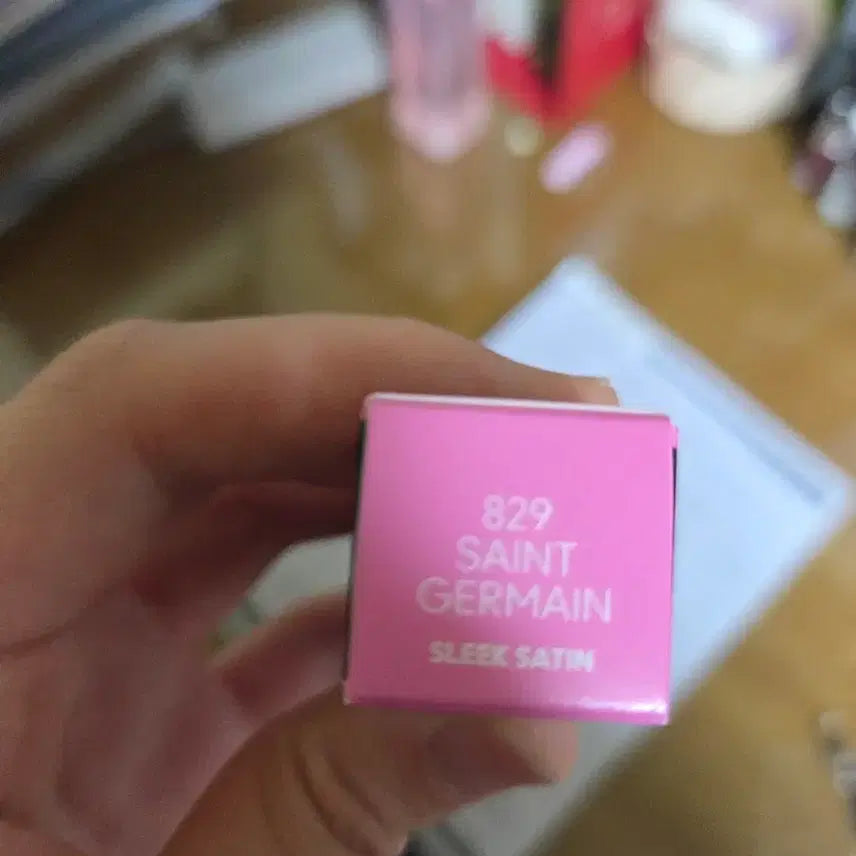 829
SAINT
GERMAIN
SLEEK SATIN